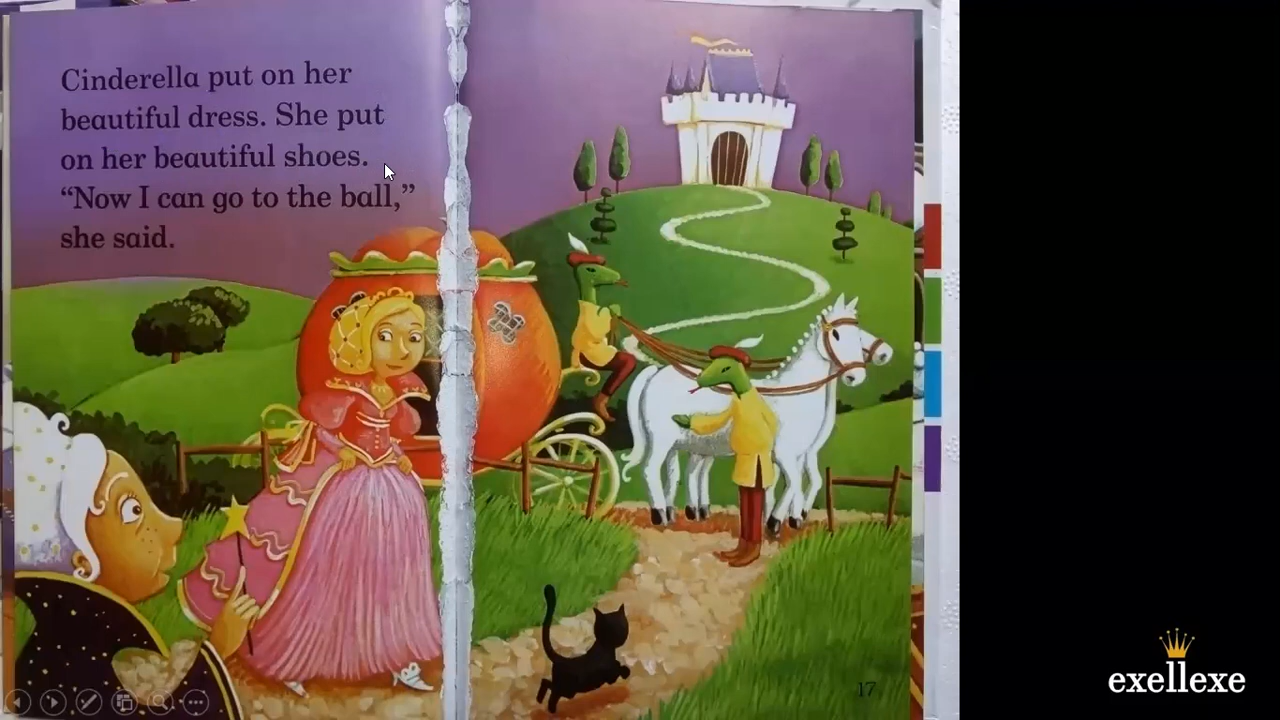 Cinderella put on her
beautiful dress. She put
on her beautiful shoes.
“Now I can go to the ball,”
she said.
17
exellexe